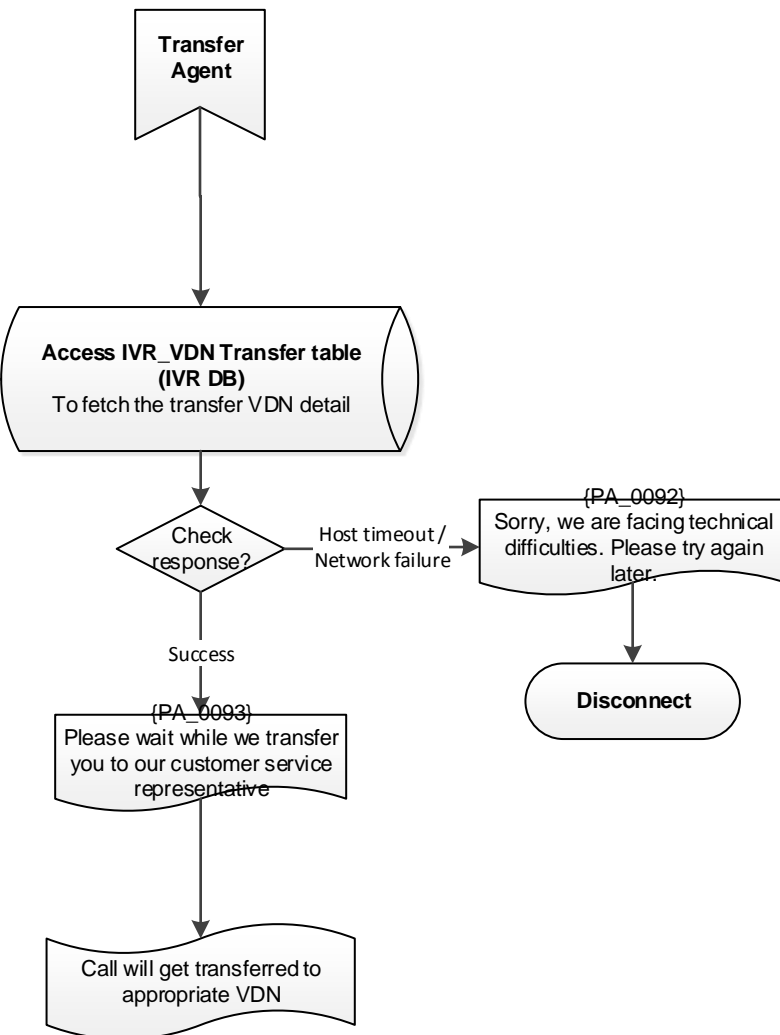 Transfer
Agent
Access IVR_VDN Transfer table
(IVR DB)
To fetch the transfer VDN detail
Check
response?
Host timeout /
Network failure
{PA_0092}
Sorry, we are facing technical
difficulties. Please try again
later.
Success
Disconnect
{PA_0093}
Please wait while we transfer
you to our customer service
representative
Call will get transferred to
appropriate VDN